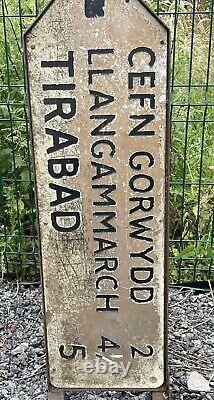 CEFN GORWYDD 2
LLANGAMMARCH 4
TIRABAD 5